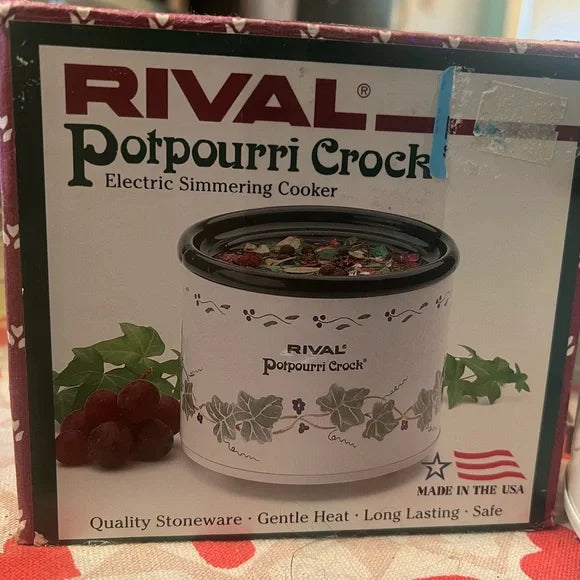 RIVAL®
Potpourri Crock
Electric Simmering Cooker
RIVAL®
Potpourri Crock®
MADE IN THE USA
Quality Stoneware · Gentle Heat · Long Lasting · Safe